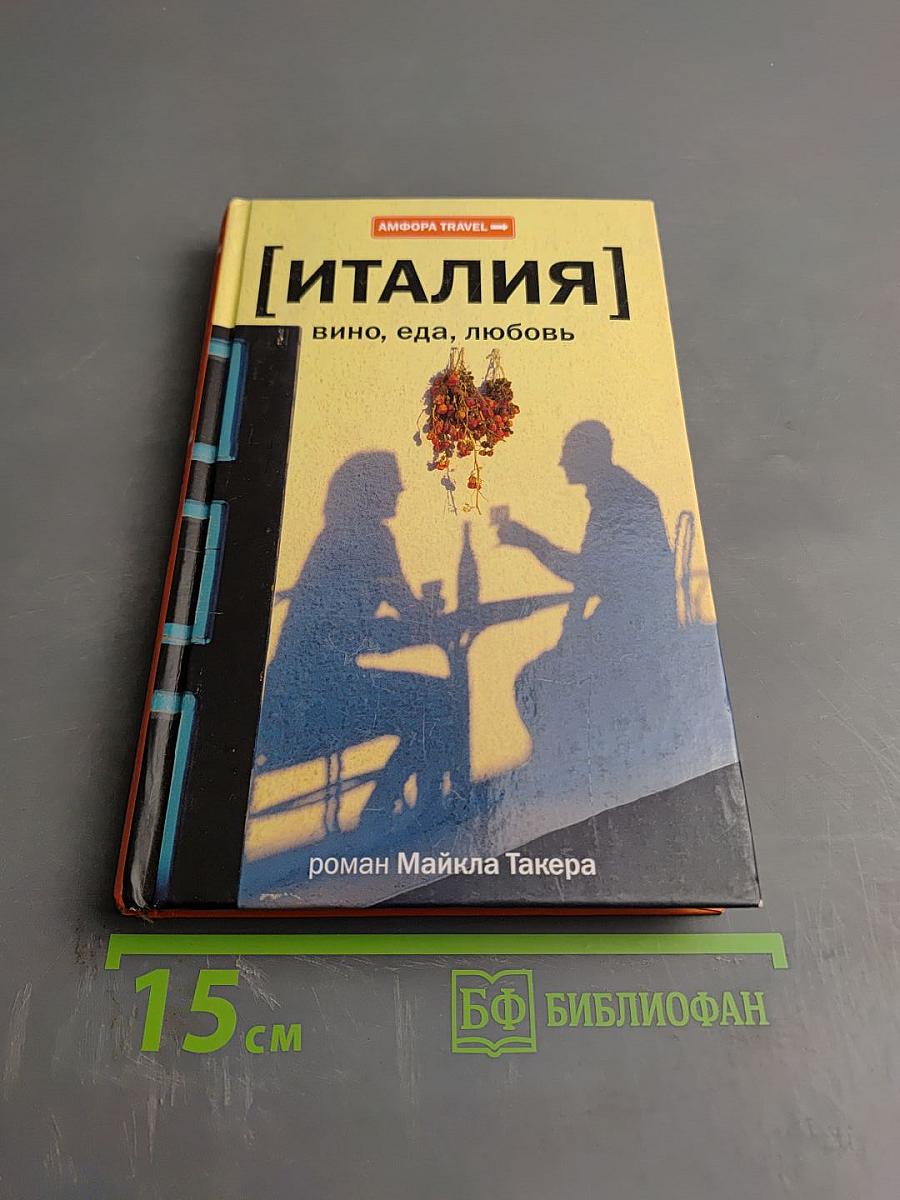 АМФОРА TRAVEL
[ИТАЛИЯ]
вино, еда, любовь
роман Майкла Такера
15 см
БФ БИБЛИОФАН